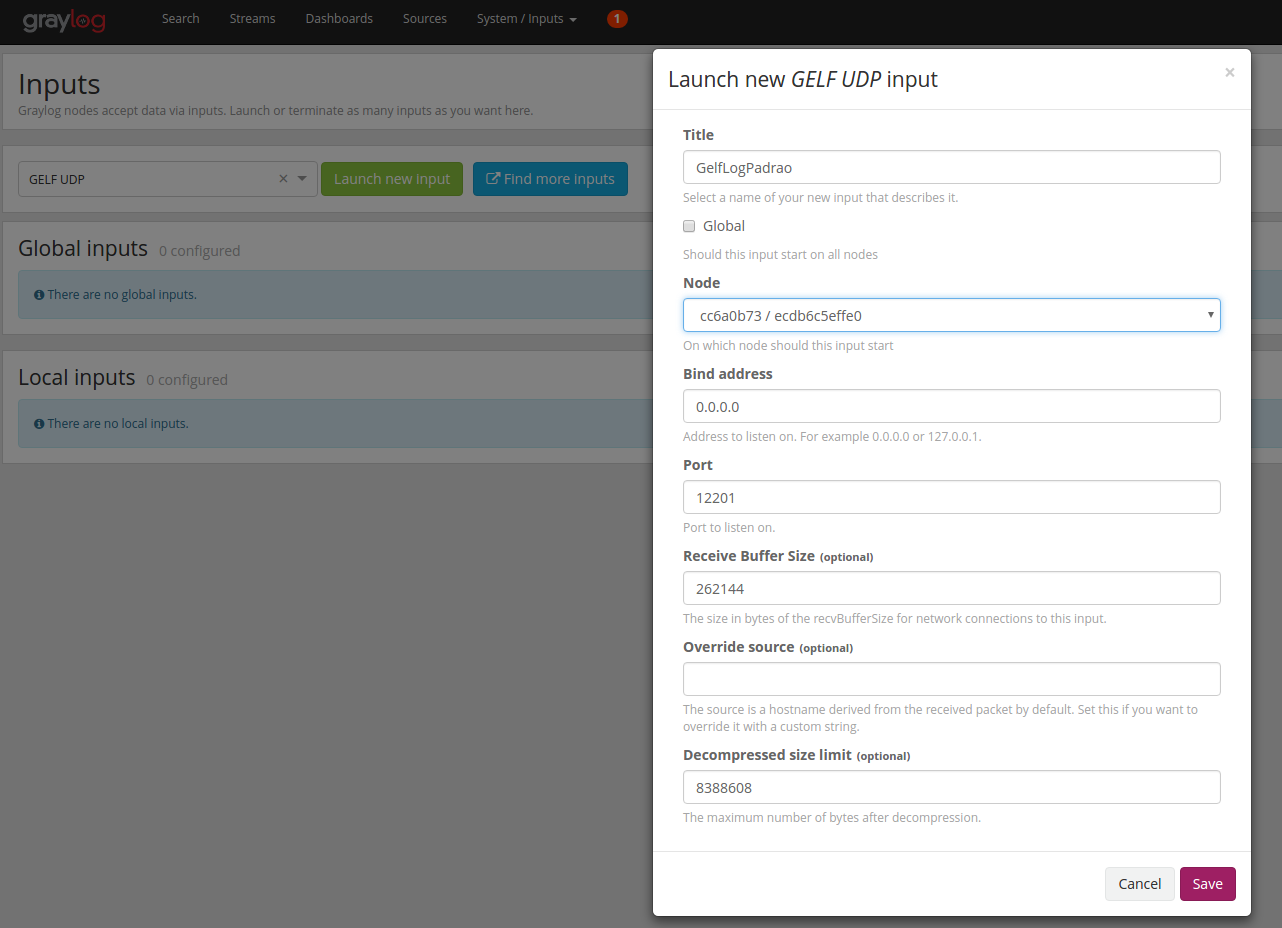 graylog
Search
Streams
Dashboards
Sources
System / Inputs
1
Inputs
Graylog nodes accept data via inputs. Launch or terminate as many inputs as you want here.
GELF UDP
Launch new input
Find more inputs
Global inputs 0 configured
There are no global inputs.
Local inputs 0 configured
There are no local inputs.
Launch new GELF UDP input
×
Title
GelfLogPadrao
Select a name of your new input that describes it.
Global
Should this input start on all nodes
Node
cc6a0b73 / ecdb6c5effe0
On which node should this input start
Bind address
0.0.0.0
Address to listen on. For example 0.0.0.0 or 127.0.0.1.
Port
12201
Port to listen on.
Receive Buffer Size (optional)
262144
The size in bytes of the recvBufferSize for network connections to this input.
Override source (optional)
The source is a hostname derived from the received packet by default. Set this if you want to
override it with a custom string.
Decompressed size limit (optional)
8388608
The maximum number of bytes after decompression.
Cancel
Save